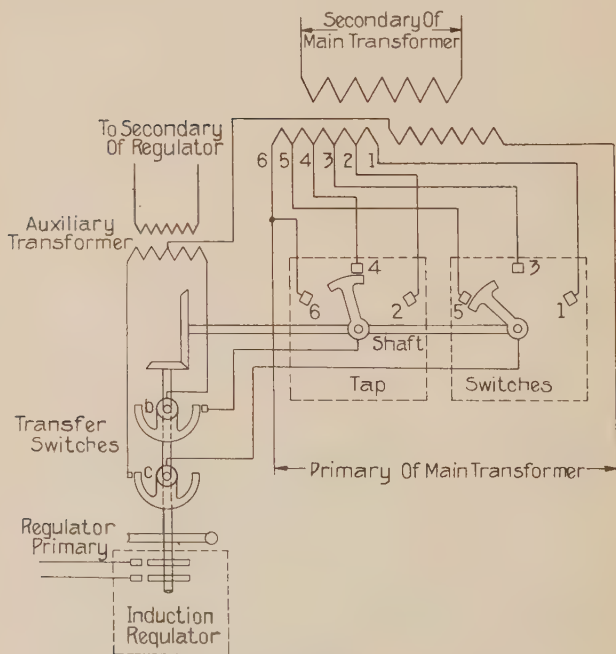 Secondary Of
Main Transformer
To Secondary
Of Regulator
6 5 4 3 2 1
Auxiliary
Transformer
4
3
6
2
5
1
Shaft
Tap
Switches
b
Transfer
Switches
c
Primary Of Main Transformer
Regulator
Primary
Induction
Regulator